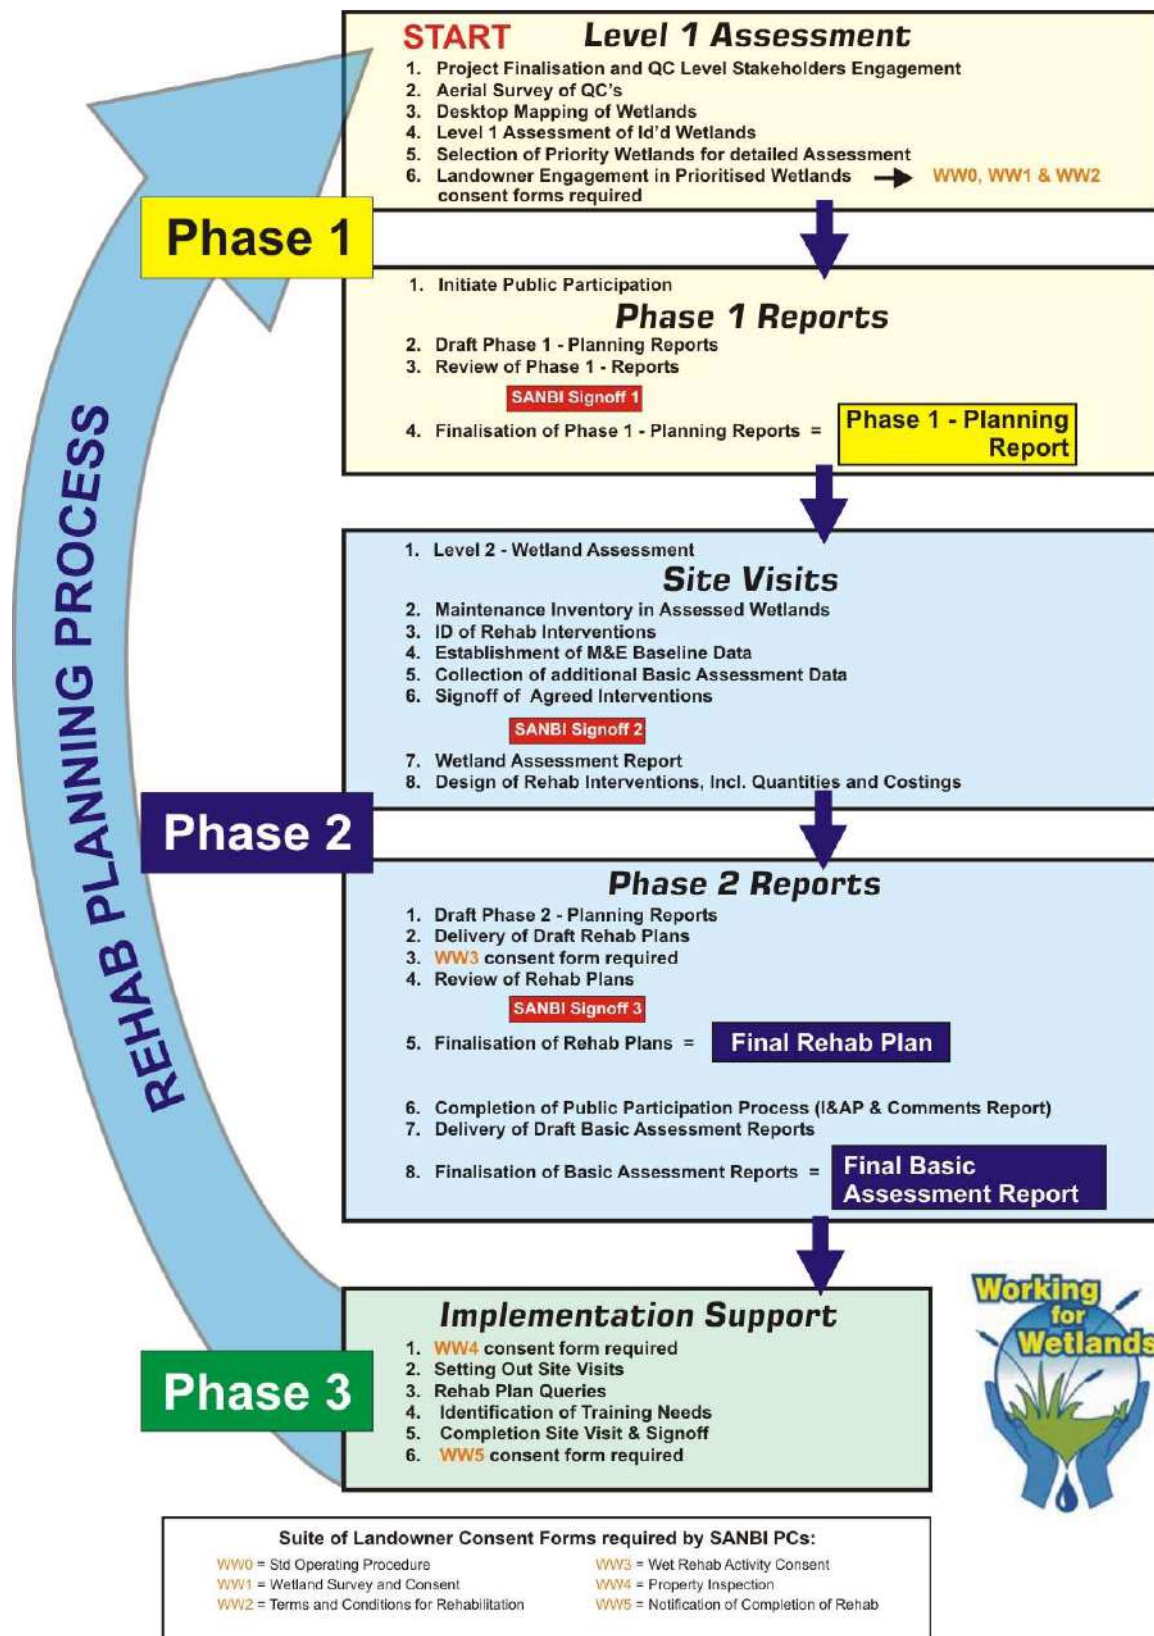 START Level 1 Assessment
1. Project Finalisation and QC Level Stakeholders Engagement
2. Aerial Survey of QC's
3. Desktop Mapping of Wetlands
4. Level 1 Assessment of Id'd Wetlands
5. Selection of Priority Wetlands for detailed Assessment
6. Landowner Engagement in Prioritised Wetlands WW0, WW1 & WW2
consent forms required
Phase 1
1. Initiate Public Participation
Phase 1 Reports
2. Draft Phase 1 - Planning Reports
3. Review of Phase 1 - Reports
SANBI Signoff 1
4. Finalisation of Phase 1 - Planning Reports =
Phase 1 - Planning
Report
REHAB PLANNING PROCESS
1. Level 2 - Wetland Assessment
Site Visits
2. Maintenance Inventory in Assessed Wetlands
3. ID of Rehab Interventions
4. Establishment of M&E Baseline Data
5. Collection of additional Basic Assessment Data
6. Signoff of Agreed Interventions
SANBI Signoff 2
7. Wetland Assessment Report
8. Design of Rehab Interventions, Incl. Quantities and Costings
Phase 2
Phase 2 Reports
1. Draft Phase 2 - Planning Reports
2. Delivery of Draft Rehab Plans
3. WW3 consent form required
4. Review of Rehab Plans
SANBI Signoff 3
5. Finalisation of Rehab Plans = Final Rehab Plan
6. Completion of Public Participation Process (I&AP & Comments Report)
7. Delivery of Draft Basic Assessment Reports
8. Finalisation of Basic Assessment Reports =
Final Basic
Assessment Report
Implementation Support
1. WW4 consent form required
2. Setting Out Site Visits
3. Rehab Plan Queries
4. Identification of Training Needs
5. Completion Site Visit & Signoff
6. WW5 consent form required
Phase 3
Working
for
Wetlands
Suite of Landowner Consent Forms required by SANBI PCs:
WW0 = Std Operating Procedure
WW1 = Wetland Survey and Consent
WW2 = Terms and Conditions for Rehabilitation
WW3 = Wet Rehab Activity Consent
WW4 = Property Inspection
WW5 = Notification of Completion of Rehab